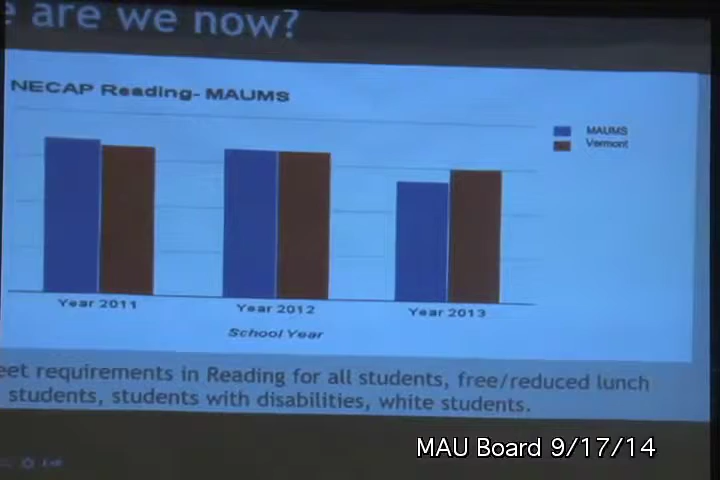 are we now?
NECAP Reading- MAUMS
MAUMS
Vermont
Year 2011
Year 2012
Year 2013
School Year
eet requirements in Reading for all students, free/reduced lunch
students, students with disabilities, white students.
MAU Board 9/17/14